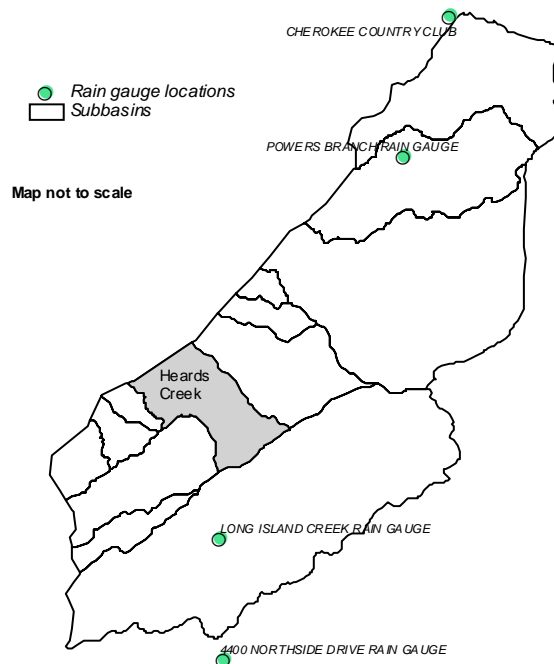 CHEROKEE COUNTRY CLUB
Rain gauge locations
Subbasins
POWERS BRANCH RAIN GAUGE
Map not to scale
Heards
Creek
LONG ISLAND CREEK RAIN GAUGE
4400 NORTHSIDE DRIVE RAIN GAUGE